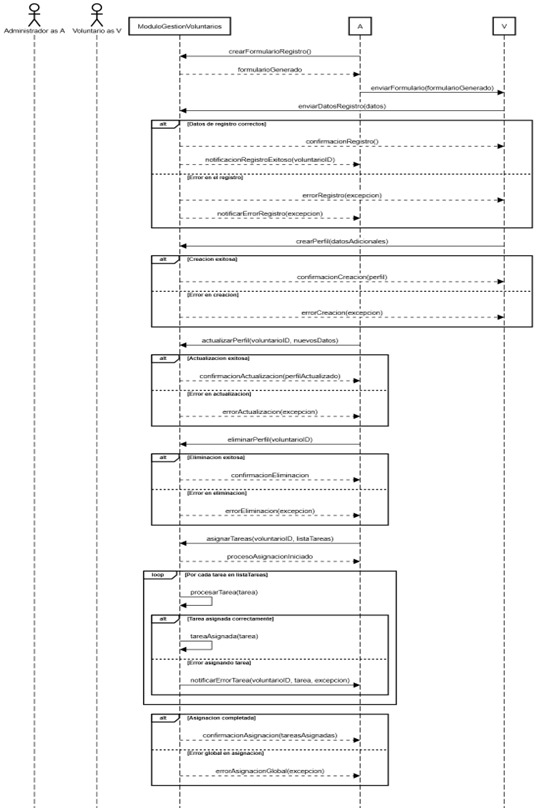 Administrador as A
Voluntario as V
ModuloGestionVoluntarios
A
V
crearFormularioRegistro()
formularioGenerado
enviarFormulario(formularioGenerado)
enviarDatosRegistro(datos)
alt [Datos de registro correctos]
confirmacionRegistro()
notificacionRegistroExitoso(voluntarioID)
[Error en el registro]
errorRegistro(excepcion)
notificarErrorRegistro(excepcion)
crearPerfil(datosAdicionales)
alt [Creacion exitosa]
confirmacionCreacion(perfil)
[Error en creacion]
errorCreacion(excepcion)
actualizarPerfil(voluntarioID, nuevosDatos)
alt [Actualizacion exitosa]
confirmacionActualizacion(perfilActualizado)
[Error en actualizacion]
errorActualizacion(excepcion)
eliminarPerfil(voluntarioID)
alt [Eliminacion exitosa]
confirmacionEliminacion
[Error en eliminacion]
errorEliminacion(excepcion)
asignarTareas(voluntarioID, listaTareas)
procesoAsignacionIniciado
loop [Por cada tarea en listaTareas]
procesarTarea(tarea)
alt [Tarea asignada correctamente]
tareaAsignada(tarea)
[Error asignando tarea]
notificarErrorTarea(voluntarioID, tarea, excepcion)
alt [Asignacion completada]
confirmacionAsignacion(tareasAsignadas)
[Error global en asignacion]
errorAsignacionGlobal(excepcion)